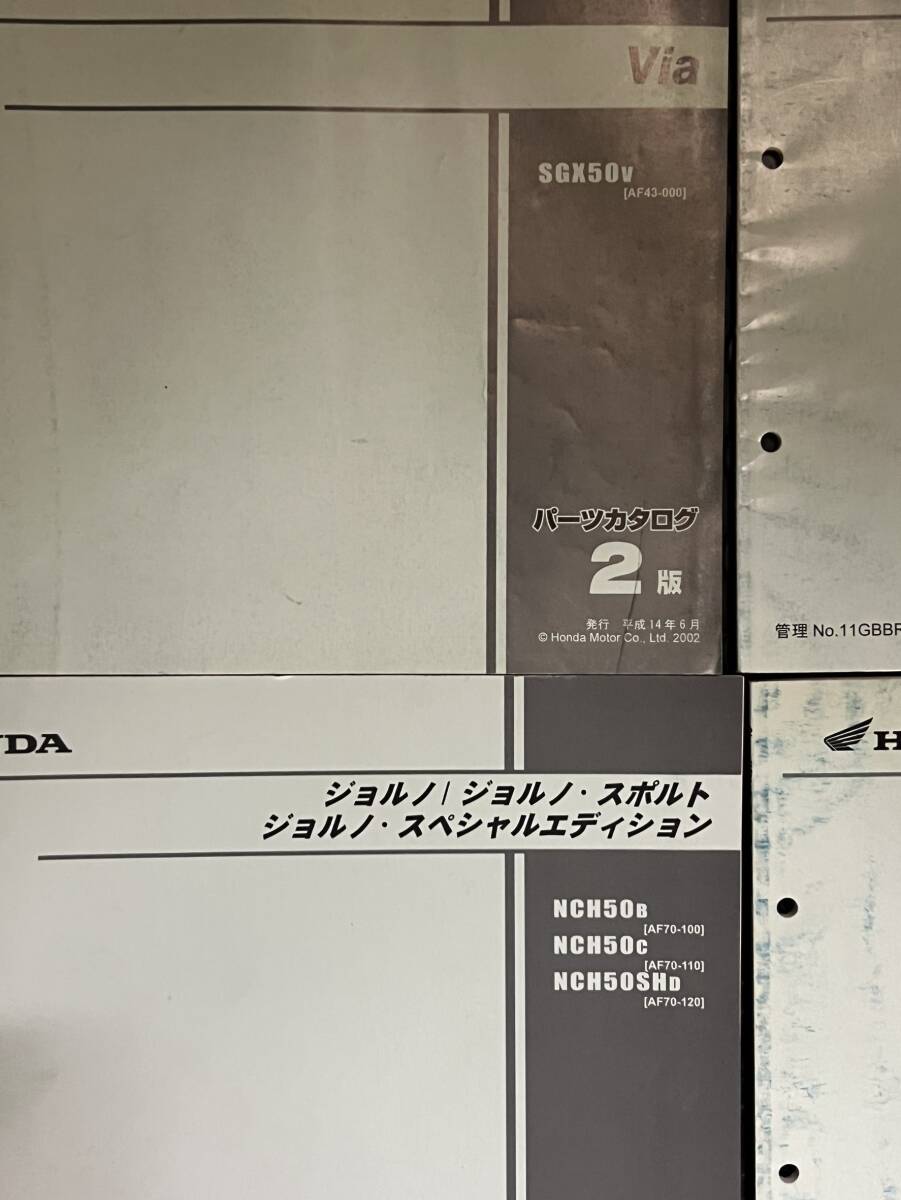 Via
SGX50V
[AF43-000]
パーツカタログ
2版
発行 平成14年6月
© Honda Motor Co., Ltd. 2002
管理 No.11GBBR
NDA
ジョルノ/ジョルノ・スポルト
ジョルノ・スペシャルエディション
NCH50B
[AF70-100]
NCH50C
[AF70-110]
NCH50SHD
[AF70-120]
H